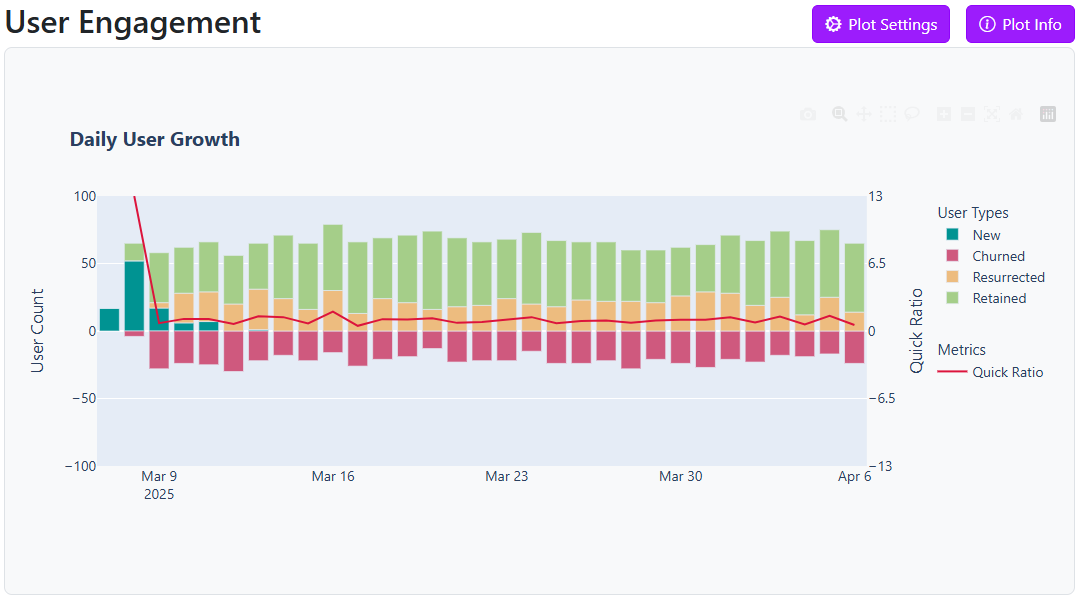 User Engagement
Plot Settings
Plot Info
Daily User Growth
100
50
0
−50
−100
User Count
13
6.5
0
−6.5
−13
Quick Ratio
Mar 9
2025
Mar 16
Mar 23
Mar 30
Apr 6
User Types
New
Churned
Resurrected
Retained
Metrics
Quick Ratio